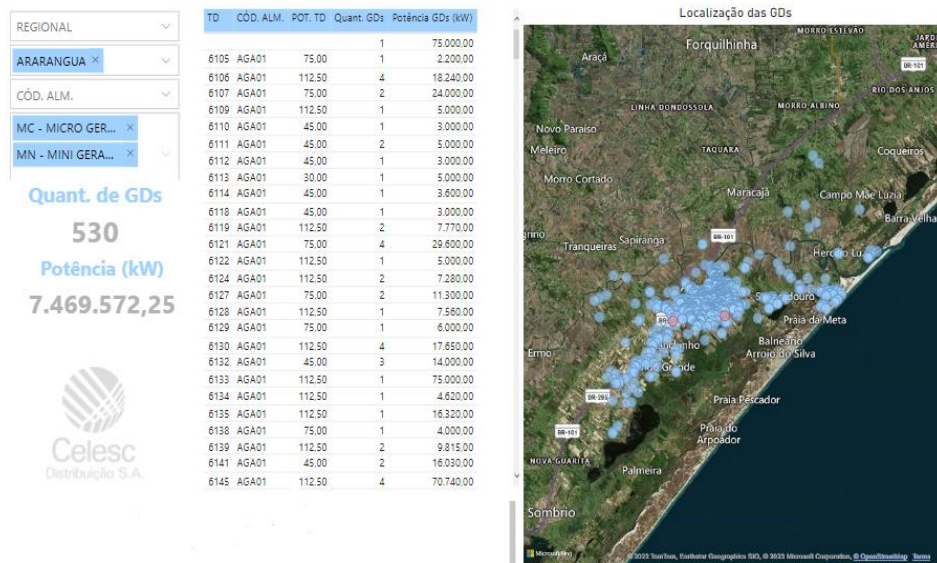 REGIONAL
ARARANGUA ×
CÓD. ALM.
MC - MICRO GER... ×
MN - MINI GERA... ×
Quant. de GDs
530
Potência (kW)
7.469.572,25
Celesc
Distribuição S.A.
TD CÓD. ALM. POT. TD Quant. GDs Potência GDs (kW)
1 75.000,00
6105 AGA01 75,00 1 2.200,00
6106 AGA01 112,50 4 18.240,00
6107 AGA01 75,00 2 24.000,00
6109 AGA01 112,50 1 5.000,00
6110 AGA01 45,00 1 3.000,00
6111 AGA01 45,00 2 5.000,00
6112 AGA01 45,00 1 3.000,00
6113 AGA01 30,00 1 5.000,00
6114 AGA01 45,00 1 3.600,00
6118 AGA01 45,00 1 3.000,00
6119 AGA01 112,50 2 7.770,00
6121 AGA01 75,00 4 29.600,00
6122 AGA01 112,50 1 5.000,00
6124 AGA01 112,50 2 7.280,00
6127 AGA01 75,00 2 11.300,00
6128 AGA01 112,50 1 7.560,00
6129 AGA01 75,00 1 6.000,00
6130 AGA01 112,50 4 17.650,00
6132 AGA01 45,00 3 14.000,00
6133 AGA01 112,50 1 75.000,00
6134 AGA01 112,50 1 4.620,00
6135 AGA01 112,50 1 16.320,00
6138 AGA01 75,00 1 4.000,00
6139 AGA01 112,50 2 9.815,00
6141 AGA01 45,00 2 16.030,00
6145 AGA01 112,50 4 70.740,00
Localização das GDs
MORRO ESTEVÃO
Forquilhinha
Araçá
BR-101
RIO DOS ANJOS
LINHA DONDOSSOLA
MORRO ALBINO
Novo Paraiso
Meleiro
TAQUARA
Coqueiros
Morro Cortado
Maracajá
Campo Mãe Luzia
Barra Velha
BR-101
Sapiranga
Tranqueiras
Praia da Meta
Ermo
Balneário
Arroio do Silva
BR-285
Praia Pescador
BR-101
Praia do
Arpoador
NOVA GUARITA
Palmeira
Sombrio
Microsoft Bing
© 2022 TomTom, Earthstar Geographics SIO, © 2022 Microsoft Corporation, © OpenStreetMap Terms